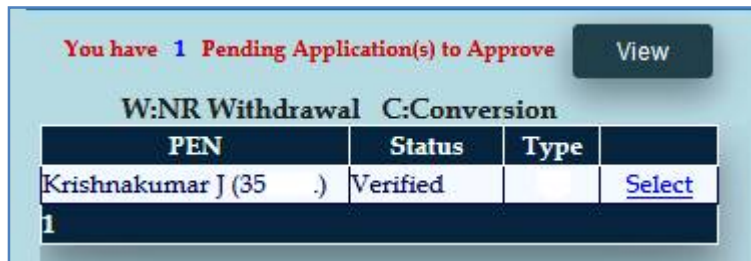 You have 1 Pending Application(s) to Approve View
W:NR Withdrawal C:Conversion
PEN Status Type
Krishnakumar J (35 .) Verified Select
1